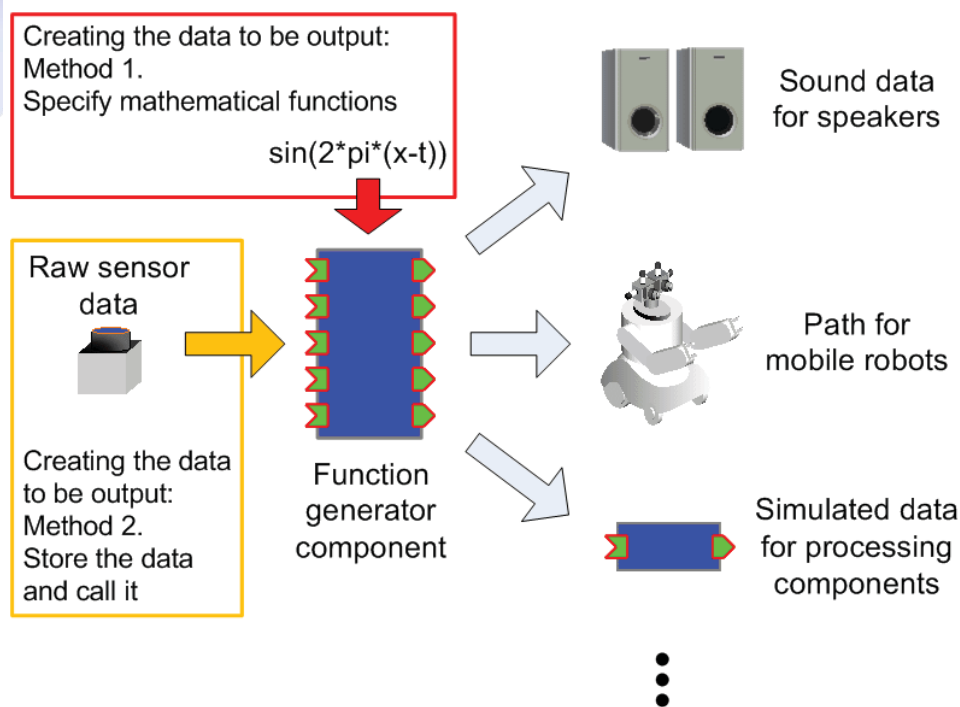 Creating the data to be output:
Method 1.
Specify mathematical functions
sin(2*pi*(x-t))
Raw sensor
data
Creating the data
to be output:
Method 2.
Store the data
and call it
Function
generator
component
Sound data
for speakers
Path for
mobile robots
Simulated data
for processing
components